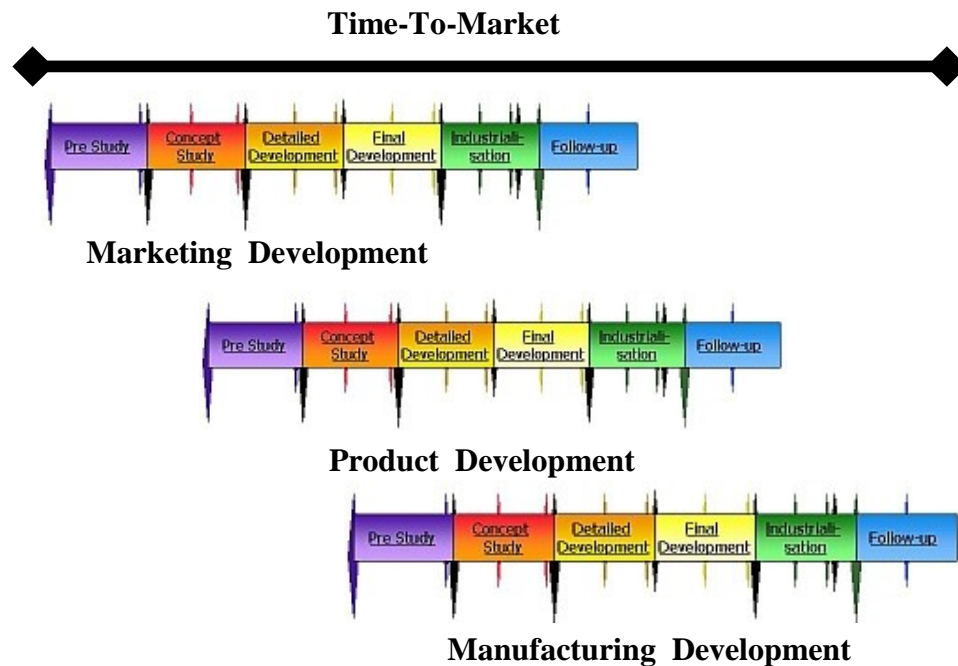 Time-To-Market
Pre Study
Concept
Study
Detailed
Development
Final
Development
Industriali-
sation
Follow-up
Marketing Development
Pre Study
Concept
Study
Detailed
Development
Final
Development
Industriali-
sation
Follow-up
Product Development
Pre Study
Concept
Study
Detailed
Development
Final
Development
Industriali-
sation
Follow-up
Manufacturing Development